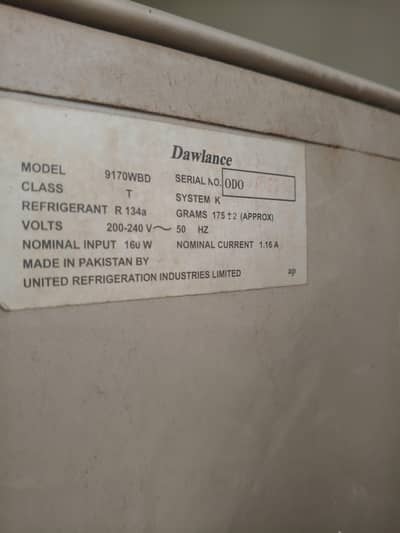 Dawlance
MODEL 9170WBD SERIAL NO. ODO
CLASS T SYSTEM K
REFRIGERANT R 134a GRAMS 175 ±2 (APPROX)
VOLTS 200-240 V~ 50 HZ
NOMINAL INPUT 160 W NOMINAL CURRENT 1.16 A
MADE IN PAKISTAN BY
UNITED REFRIGERATION INDUSTRIES LIMITED ap